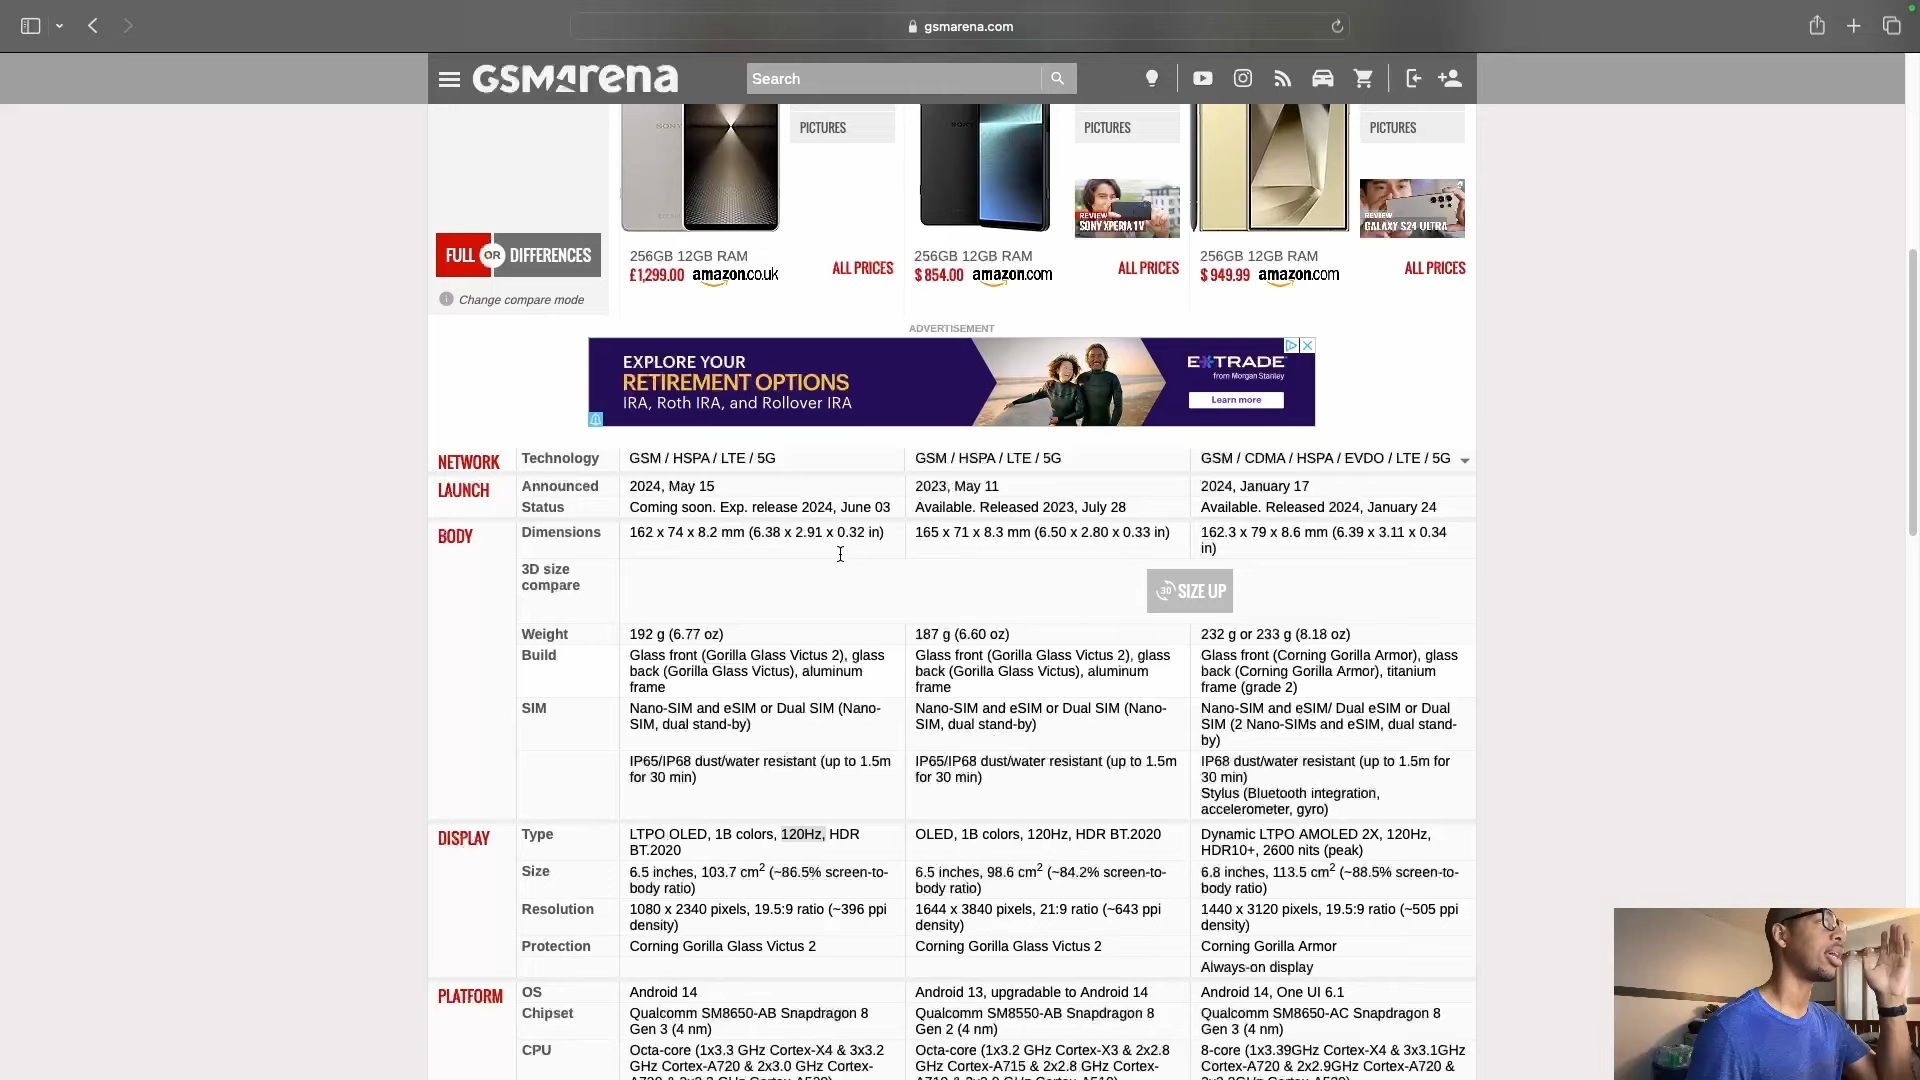 gsmarena.com
GSMArena
Search
SONY
PICTURES
PICTURES
PICTURES
REVIEW
SONY XPERIA 1 V
REVIEW
GALAXY S24 ULTRA
FULL OR DIFFERENCES
Change compare mode
256GB 12GB RAM
£1,299.00 amazon.co.uk ALL PRICES
256GB 12GB RAM
$ 854.00 amazon.com ALL PRICES
256GB 12GB RAM
$ 949.99 amazon.com ALL PRICES
ADVERTISEMENT
EXPLORE YOUR
RETIREMENT OPTIONS
IRA, Roth IRA, and Rollover IRA
E*TRADE
from Morgan Stanley
Learn more
NETWORK Technology GSM / HSPA / LTE / 5G GSM / HSPA / LTE / 5G GSM / CDMA / HSPA / EVDO / LTE / 5G
LAUNCH Announced 2024, May 15 2023, May 11 2024, January 17
Status Coming soon. Exp. release 2024, June 03 Available. Released 2023, July 28 Available. Released 2024, January 24
BODY Dimensions 162 x 74 x 8.2 mm (6.38 x 2.91 x 0.32 in) 165 x 71 x 8.3 mm (6.50 x 2.80 x 0.33 in) 162.3 x 79 x 8.6 mm (6.39 x 3.11 x 0.34
in)
3D size
compare
3D SIZE UP
Weight 192 g (6.77 oz) 187 g (6.60 oz) 232 g or 233 g (8.18 oz)
Build Glass front (Gorilla Glass Victus 2), glass Glass front (Gorilla Glass Victus 2), glass Glass front (Corning Gorilla Armor), glass
back (Gorilla Glass Victus), aluminum back (Gorilla Glass Victus), aluminum back (Corning Gorilla Armor), titanium
frame frame frame (grade 2)
SIM Nano-SIM and eSIM or Dual SIM (Nano- Nano-SIM and eSIM or Dual SIM (Nano- Nano-SIM and eSIM/ Dual eSIM or Dual
SIM, dual stand-by) SIM, dual stand-by) SIM (2 Nano-SIMs and eSIM, dual stand-
by)
IP65/IP68 dust/water resistant (up to 1.5m IP65/IP68 dust/water resistant (up to 1.5m IP68 dust/water resistant (up to 1.5m for
for 30 min) for 30 min) 30 min)
Stylus (Bluetooth integration,
accelerometer, gyro)
DISPLAY Type LTPO OLED, 1B colors, 120Hz, HDR OLED, 1B colors, 120Hz, HDR BT.2020 Dynamic LTPO AMOLED 2X, 120Hz,
BT.2020 HDR10+, 2600 nits (peak)
Size 6.5 inches, 103.7 cm2 (~86.5% screen-to- 6.5 inches, 98.6 cm2 (~84.2% screen-to- 6.8 inches, 113.5 cm2 (~88.5% screen-to-
body ratio) body ratio) body ratio)
Resolution 1080 x 2340 pixels, 19.5:9 ratio (~396 ppi 1644 x 3840 pixels, 21:9 ratio (~643 ppi 1440 x 3120 pixels, 19.5:9 ratio (~505 ppi
density) density) density)
Protection Corning Gorilla Glass Victus 2 Corning Gorilla Glass Victus 2 Corning Gorilla Armor
Always-on display
PLATFORM OS Android 14 Android 13, upgradable to Android 14 Android 14, One UI 6.1
Chipset Qualcomm SM8650-AB Snapdragon 8 Qualcomm SM8550-AB Snapdragon 8 Qualcomm SM8650-AC Snapdragon 8
Gen 3 (4 nm) Gen 2 (4 nm) Gen 3 (4 nm)
CPU Octa-core (1x3.3 GHz Cortex-X4 & 3x3.2 Octa-core (1x3.2 GHz Cortex-X3 & 2x2.8 8-core (1x3.39GHz Cortex-X4 & 3x3.1GHz
GHz Cortex-A720 & 2x3.0 GHz Cortex- GHz Cortex-A715 & 2x2.8 GHz Cortex- Cortex-A720 & 2x2.9GHz Cortex-A720 &